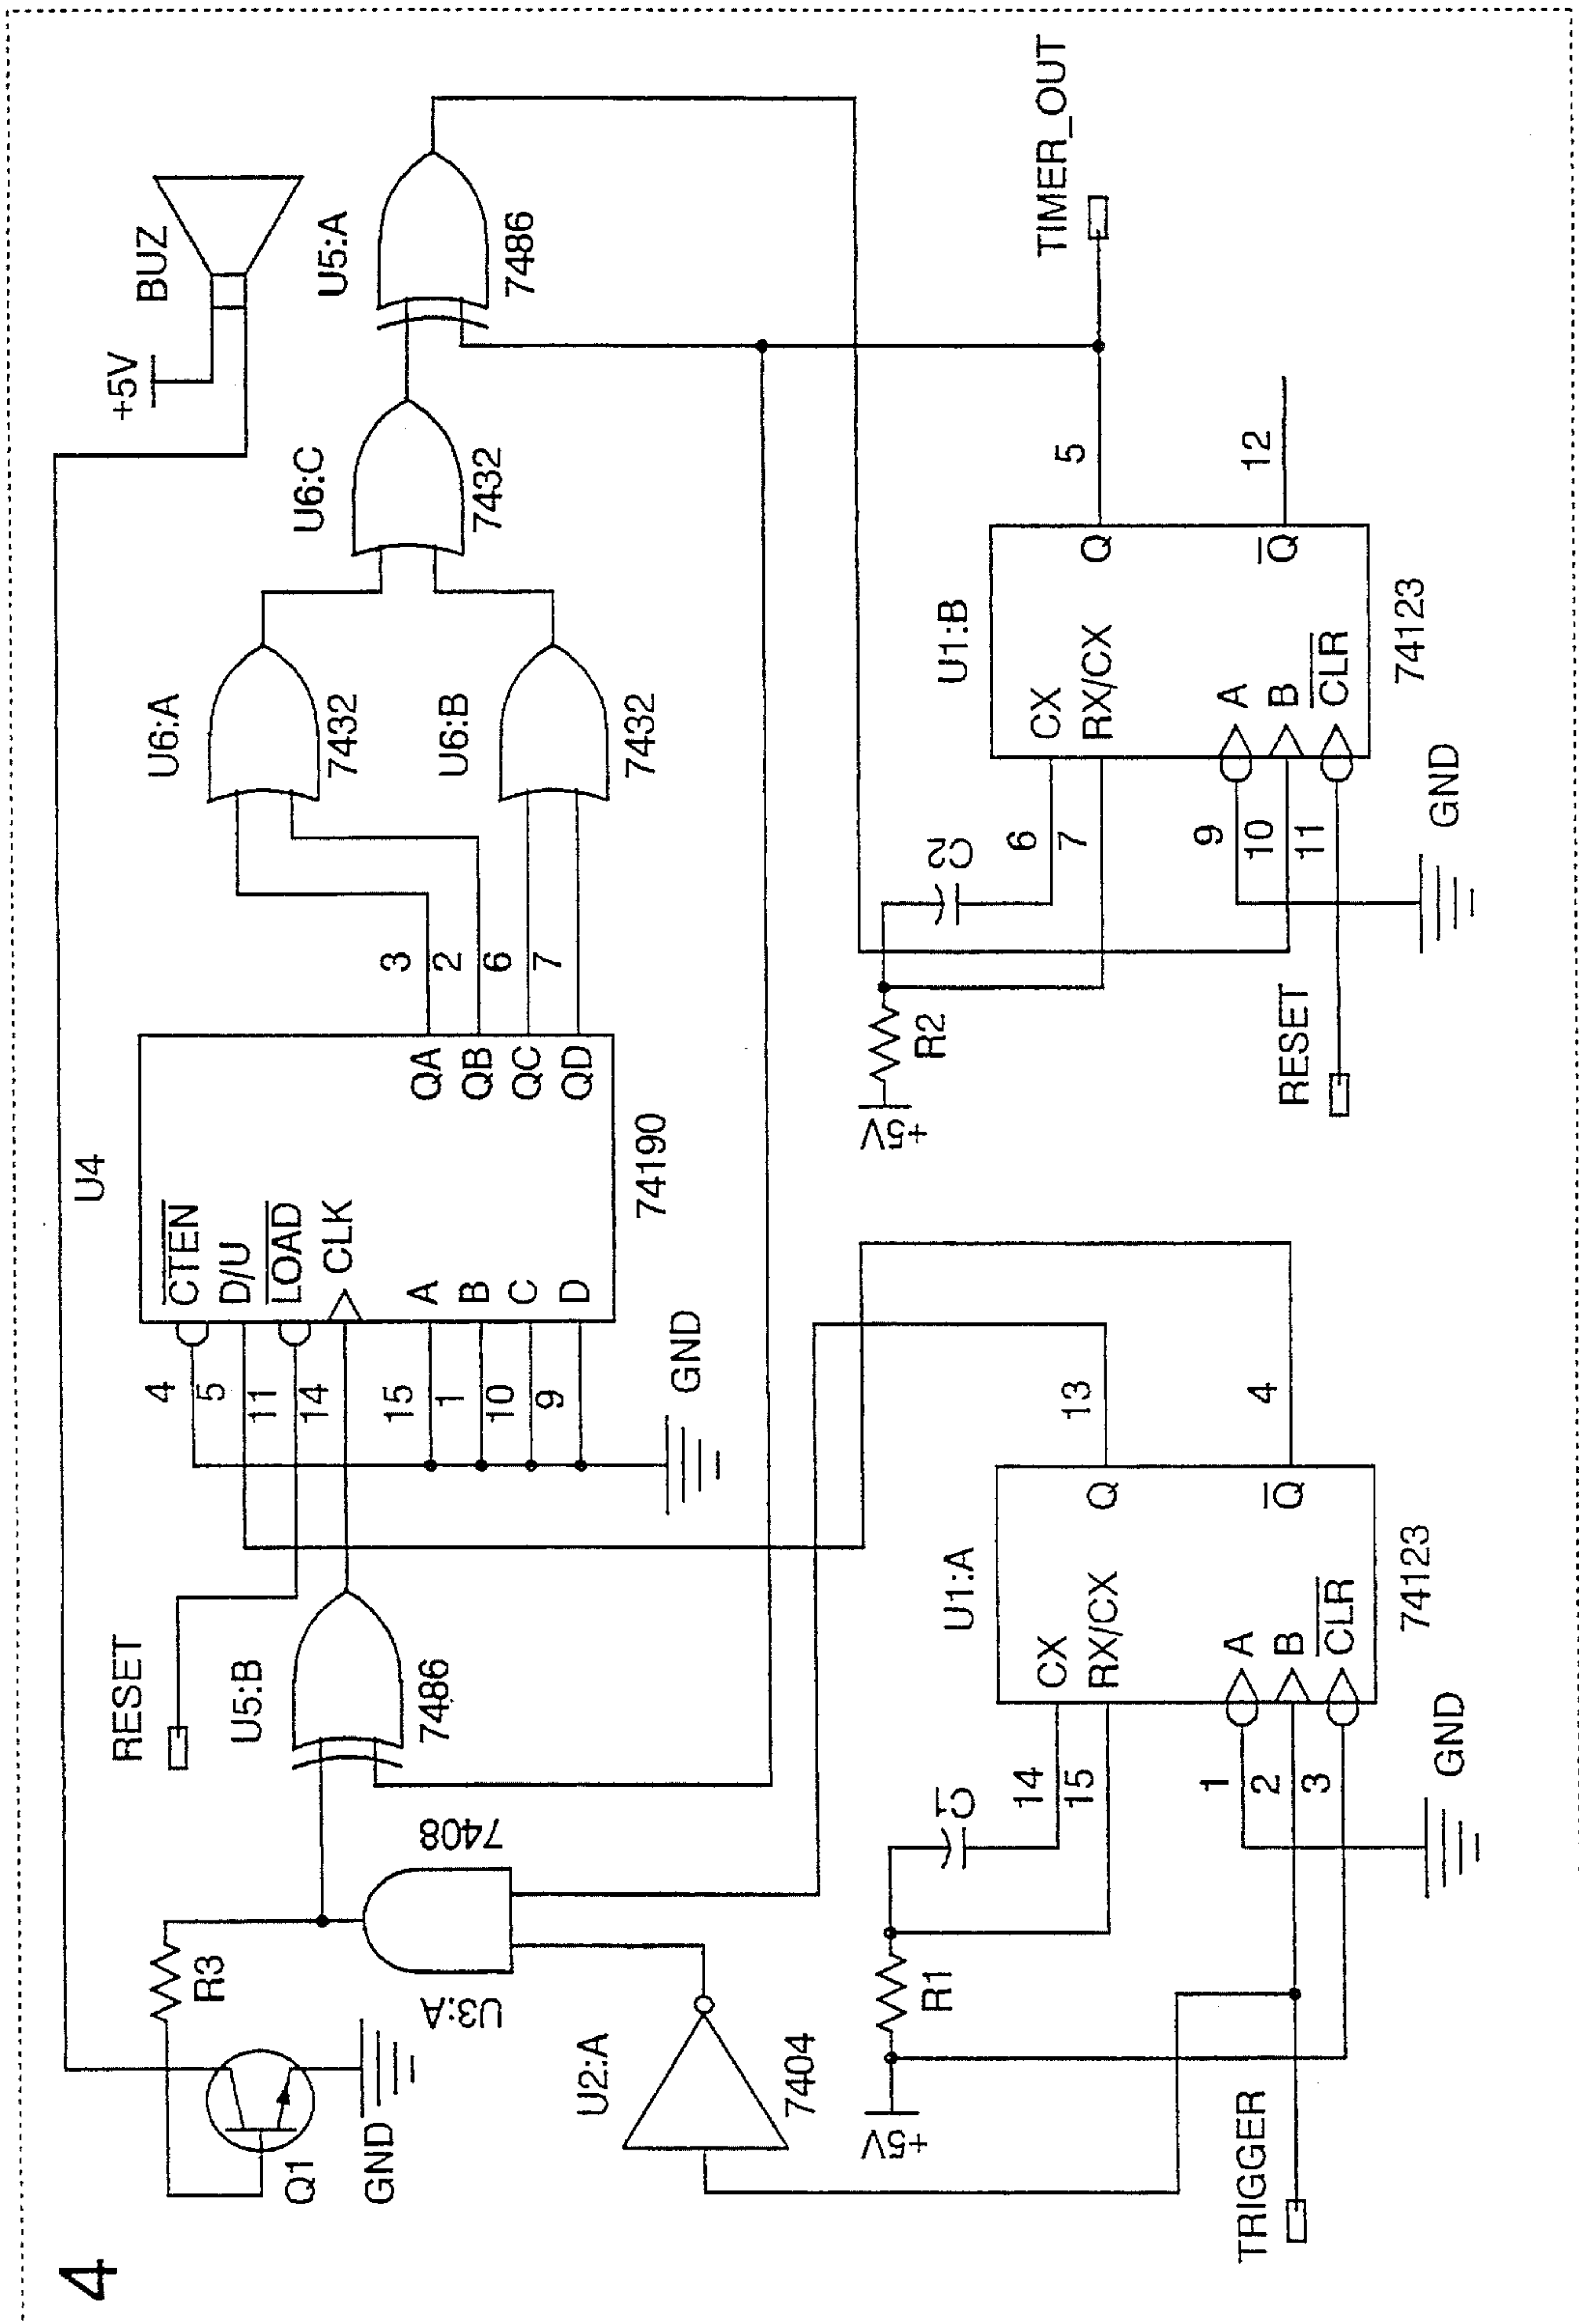 4
Q1
GND
R3
RESET
U5:B
7486
7408
U3:A
U2:A
7404
U4
CTEN
D/U
LOAD
CLK
A
B
C
D
4
5
11
14
15
1
10
9
GND
QA
QB
QC
QD
3
2
6
7
74190
U6:A
7432
U6:B
7432
U6:C
7432
+5V
BUZ
U5:A
7486
TRIGGER
+5V
R1
C1
14
15
1
2
3
GND
U1:A
CX
RX/CX
A
B
CLR
Q
Q
13
4
74123
+5V
R2
C2
RESET
6
7
9
10
11
GND
U1:B
CX
RX/CX
A
B
CLR
Q
Q
5
12
74123
TIMER_OUT